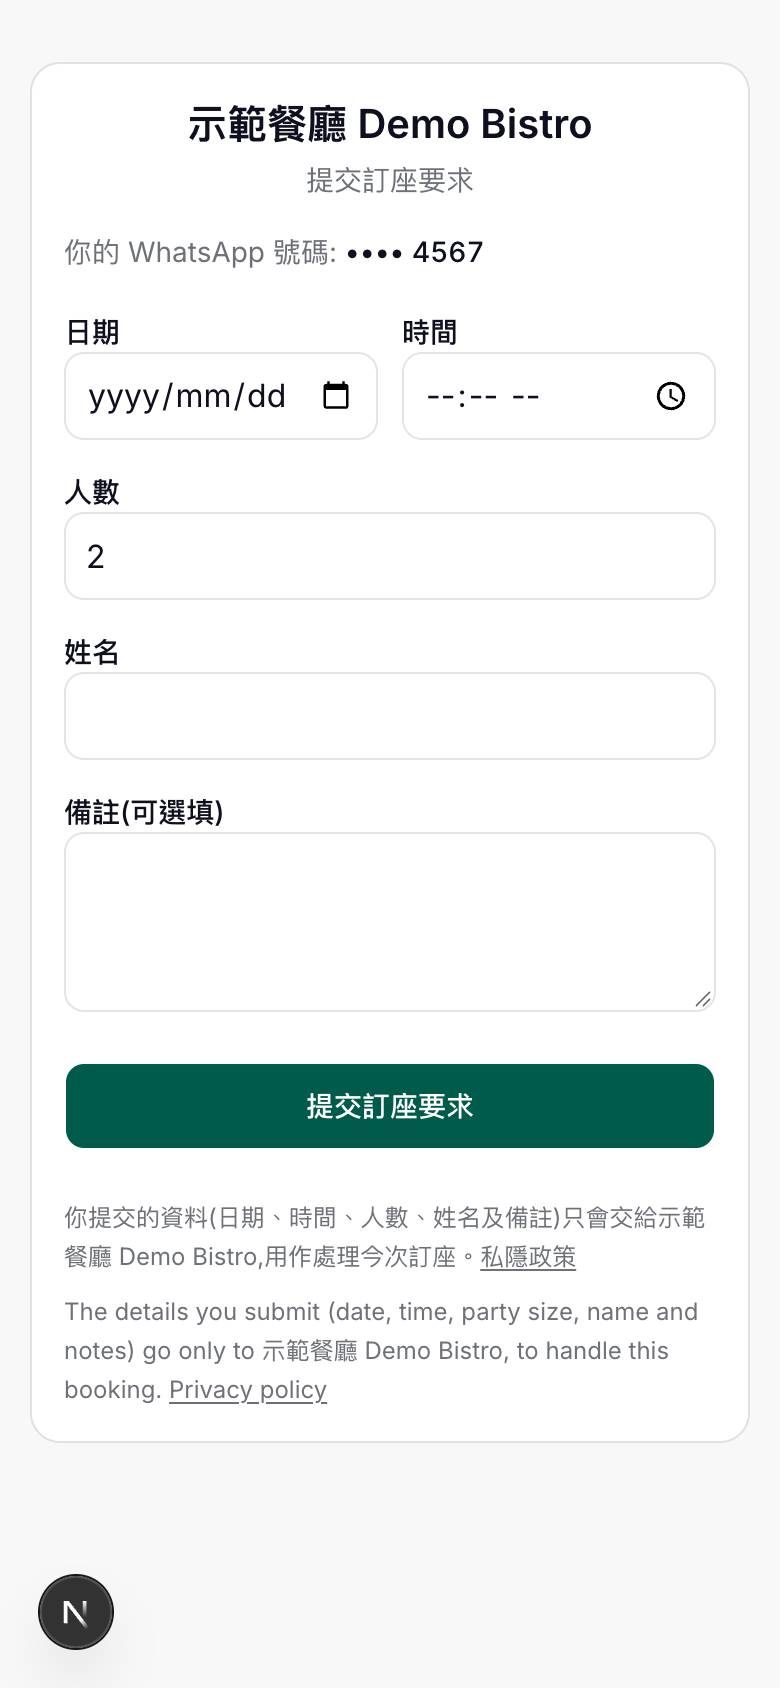 示範餐廳 Demo Bistro
提交訂座要求
你的 WhatsApp 號碼: •••• 4567
日期 時間
yyyy/mm/dd --:-- --
人數
2
姓名
備註(可選填)
提交訂座要求
你提交的資料(日期、時間、人數、姓名及備註)只會交給示範
餐廳 Demo Bistro,用作處理今次訂座。私隱政策
The details you submit (date, time, party size, name and
notes) go only to 示範餐廳 Demo Bistro, to handle this
booking. Privacy policy
N